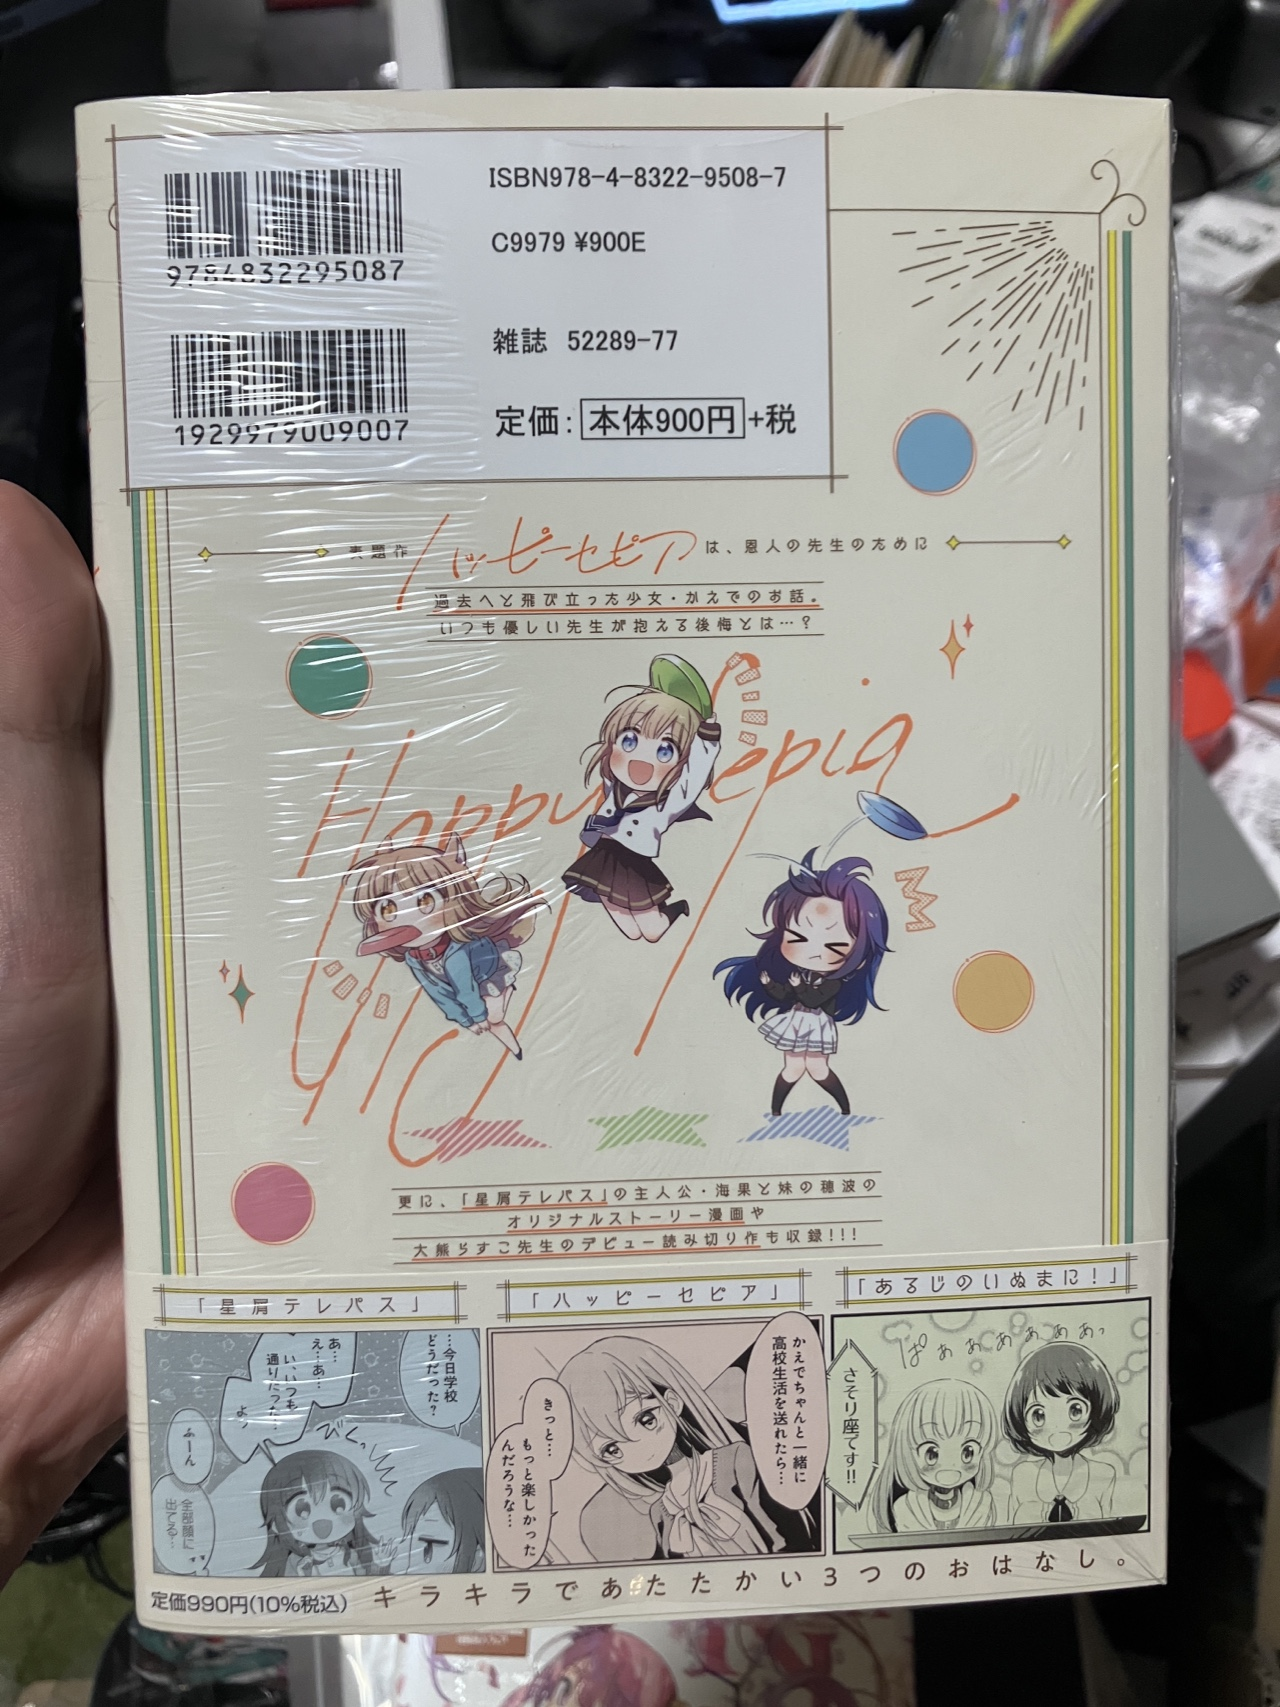 ISBN978-4-8322-9508-7
9784832295087
C9979 ¥900E
雑誌 52289-77
1929979009007
定価：本体900円+税
表題作 ハッピーセピア は、恩人の先生のために
過去へと飛び立った少女・かえでのお話。
いつも優しい先生が抱える後悔とは…？
Happy Sepia
更に、「星屑テレパス」の主人公・海果と妹の穂波の
オリジナルストーリー漫画や
大熊らすこ先生のデビュー読み切り作も収録!!!
「星屑テレパス」
「ハッピーセピア」
「あるじのいぬまに！」
…今日学校
どうだった？
あ…
え…あ…
い、いつも
通りだった…
よっ
びくっ
ふーん
全部顔に
出てる…
かえでちゃんと一緒に
高校生活を送れたら…
きっと…
もっと楽しかった
んだろうな…
ぱぁぁぁぁぁぁっ
さそり座です!!
定価990円(10%税込)
キラキラであたたかい3つのおはなし。